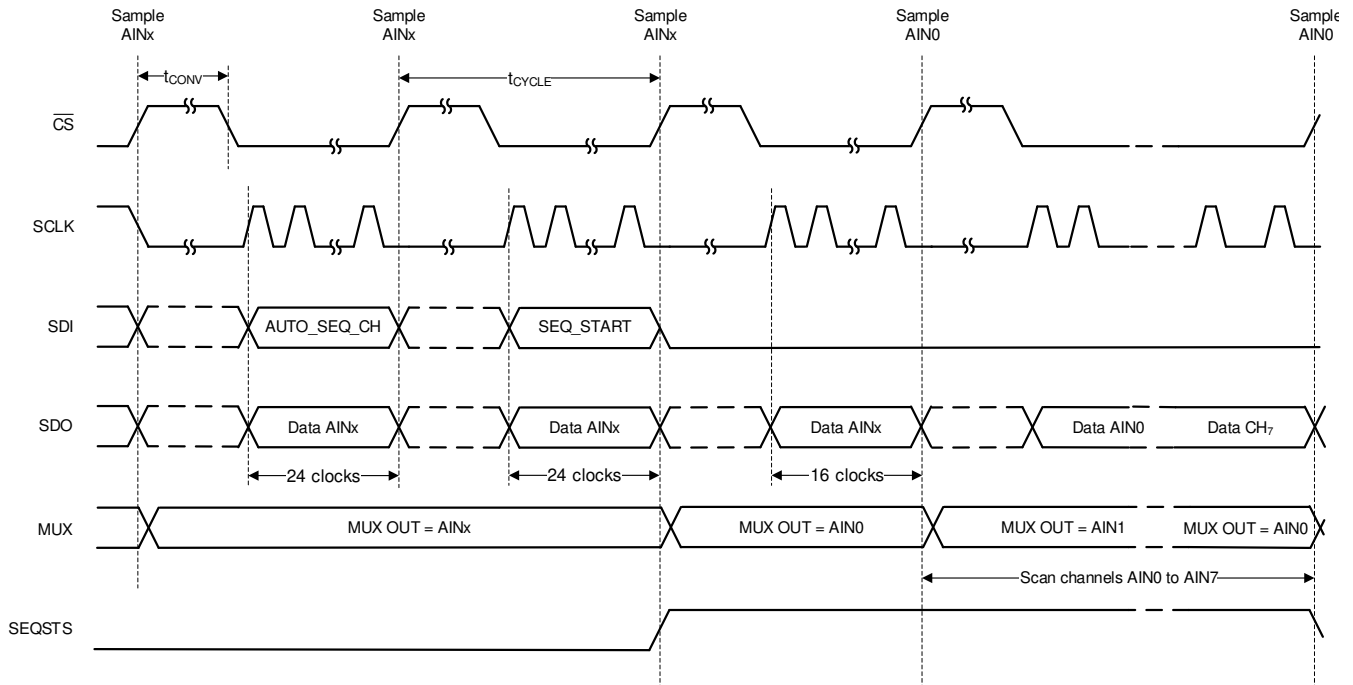 Sample
AINx
Sample
AINx
Sample
AINx
Sample
AIN0
Sample
AIN0
tCONV
tCYCLE
CS
SCLK
SDI
AUTO_SEQ_CH
SEQ_START
SDO
Data AINx
Data AINx
Data AINx
Data AIN0
Data CH7
24 clocks
24 clocks
16 clocks
MUX
MUX OUT = AINx
MUX OUT = AIN0
MUX OUT = AIN1
MUX OUT = AIN0
Scan channels AIN0 to AIN7
SEQSTS